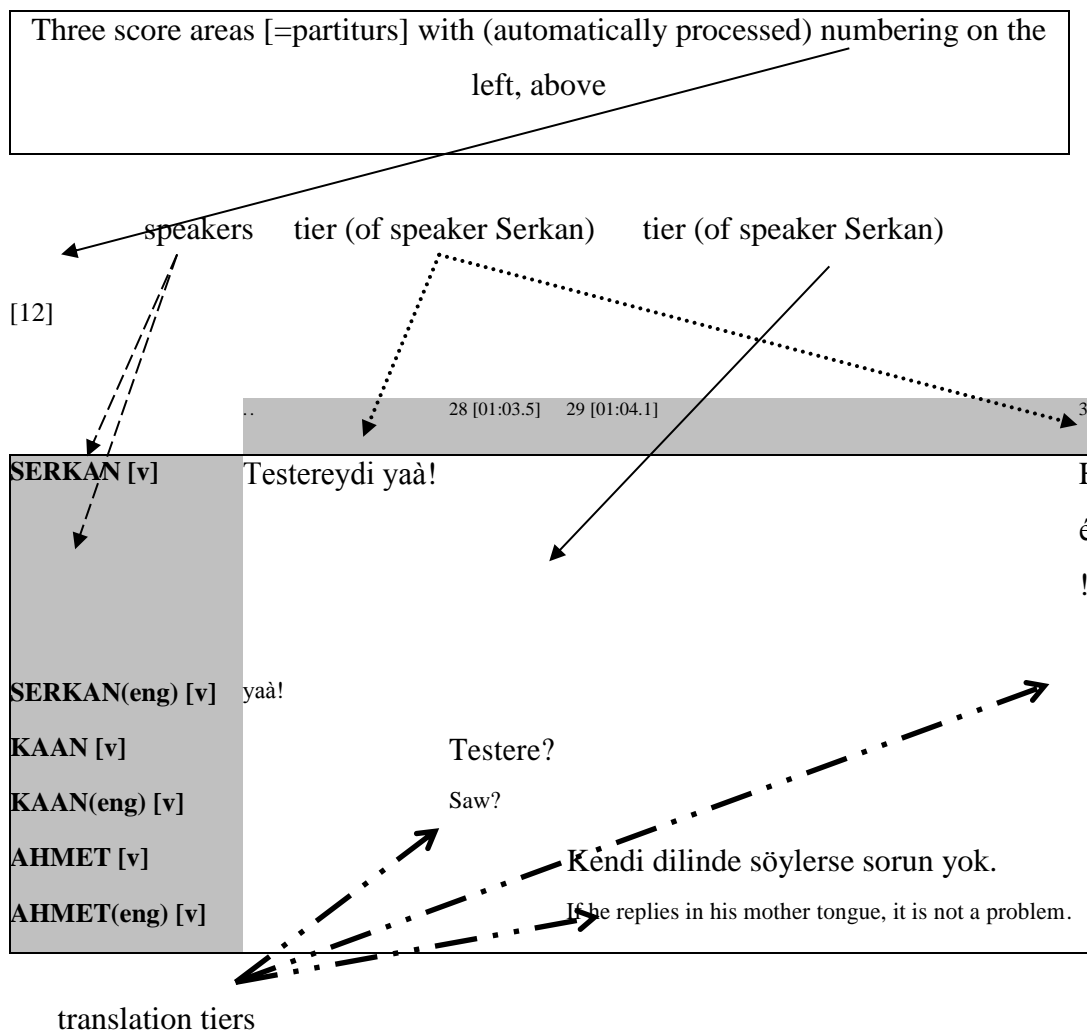 Three score areas [=partiturs] with (automatically processed) numbering on the
left, above
speakers tier (of speaker Serkan) tier (of speaker Serkan)
[12]
. . 28 [01:03.5] 29 [01:04.1] 3
SERKAN [v] Testereydi yaà!
é
!
SERKAN(eng) [v] yaà!
KAAN [v] Testere?
KAAN(eng) [v] Saw?
AHMET [v] Kendi dilinde söylerse sorun yok.
AHMET(eng) [v] If he replies in his mother tongue, it is not a problem.
translation tiers